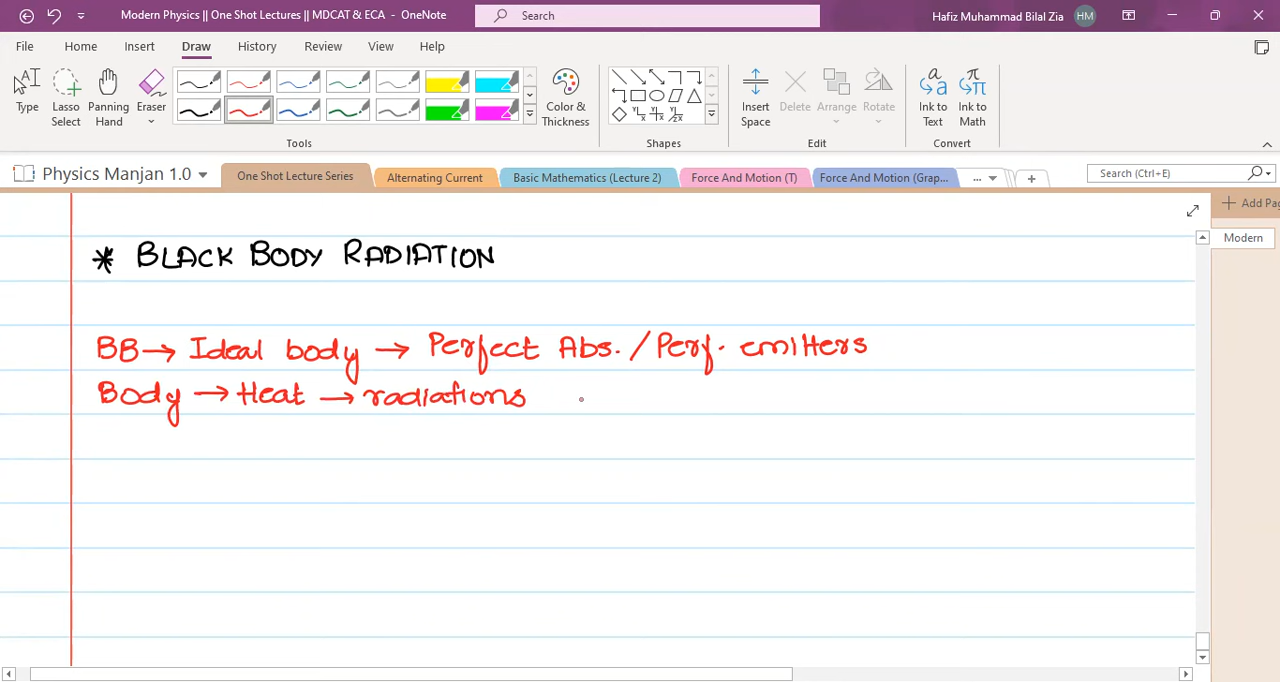 Modern Physics || One Shot Lectures || MDCAT & ECA - OneNote
Search
Hafiz Muhammad Bilal Zia HM
File Home Insert Draw History Review View Help
Type Lasso Select Panning Hand Eraser Color & Thickness Insert Space Delete Arrange Rotate Ink to Text Ink to Math
Tools Shapes Edit Convert
Physics Manjan 1.0 One Shot Lecture Series Alternating Current Basic Mathematics (Lecture 2) Force And Motion (T) Force And Motion (Grap... ... Search (Ctrl+E)
Add Pag
Modern
* BLACK BODY RADIATION
BB → Ideal body → Perfect Abs. / Perf. emitters
Body → Heat → radiations